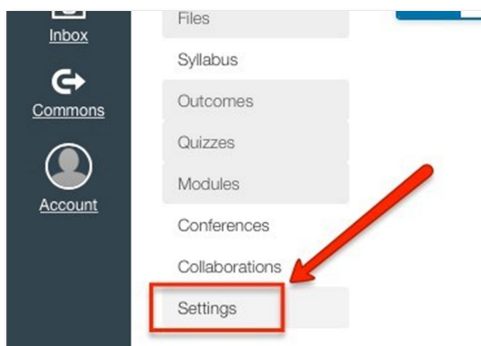 Inbox
Commons
Account
Files
Syllabus
Outcomes
Quizzes
Modules
Conferences
Collaborations
Settings